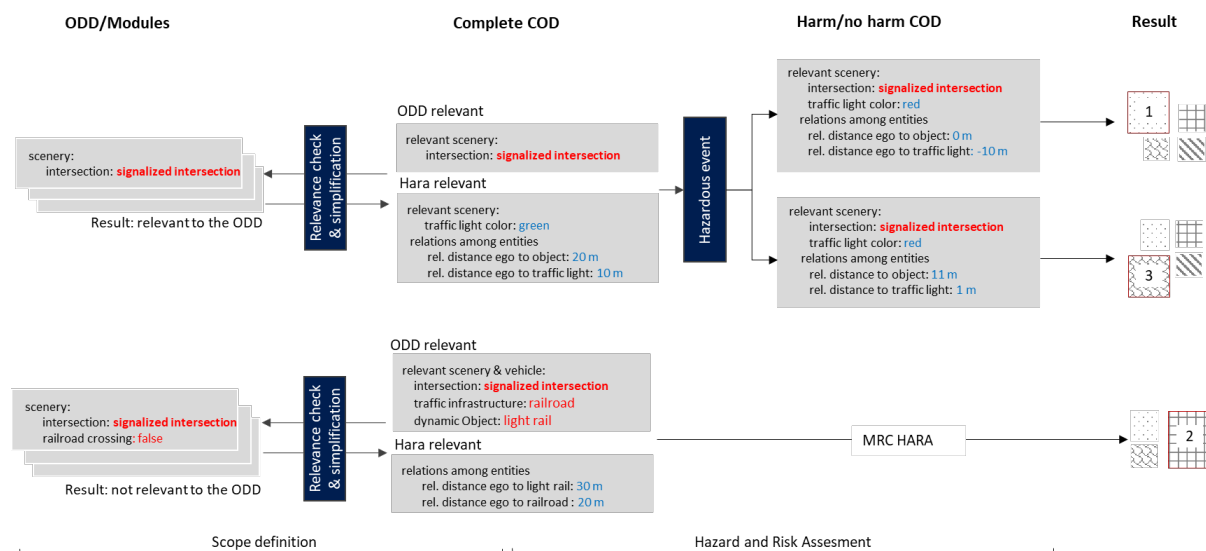 ODD/Modules
Complete COD
Harm/no harm COD
Result
scenery:
intersection: signalized intersection
Result: relevant to the ODD
Relevance check
& simplification
ODD relevant
relevant scenery:
intersection: signalized intersection
Hara relevant
relevant scenery:
traffic light color: green
relations among entities
rel. distance ego to object: 20 m
rel. distance ego to traffic light: 10 m
Hazardous event
relevant scenery:
intersection: signalized intersection
traffic light color: red
relations among entities
rel. distance ego to object: 0 m
rel. distance ego to traffic light: -10 m
1
relevant scenery:
intersection: signalized intersection
traffic light color: red
relations among entities
rel. distance to object: 11 m
rel. distance to traffic light: 1 m
3
scenery:
intersection: signalized intersection
railroad crossing: false
Result: not relevant to the ODD
Relevance check
& simplification
ODD relevant
relevant scenery & vehicle:
intersection: signalized intersection
traffic infrastructure: railroad
dynamic Object: light rail
Hara relevant
relations among entities
rel. distance ego to light rail: 30 m
rel. distance ego to railroad : 20 m
MRC HARA
2
Scope definition
Hazard and Risk Assesment